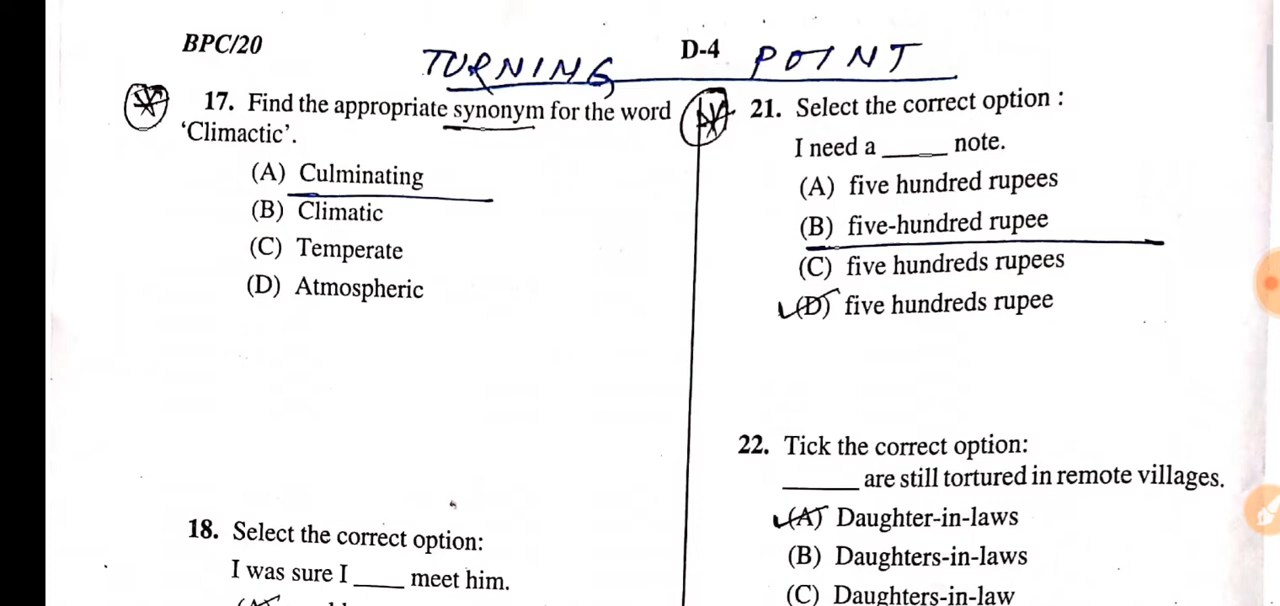 BPC/20
D-4
TURNING POINT
17. Find the appropriate synonym for the word
'Climactic'.
(A) Culminating
(B) Climatic
(C) Temperate
(D) Atmospheric
18. Select the correct option:
I was sure I ____ meet him.
21. Select the correct option :
I need a _____ note.
(A) five hundred rupees
(B) five-hundred rupee
(C) five hundreds rupees
(D) five hundreds rupee
22. Tick the correct option:
______ are still tortured in remote villages.
(A) Daughter-in-laws
(B) Daughters-in-laws
(C) Daughters-in-law